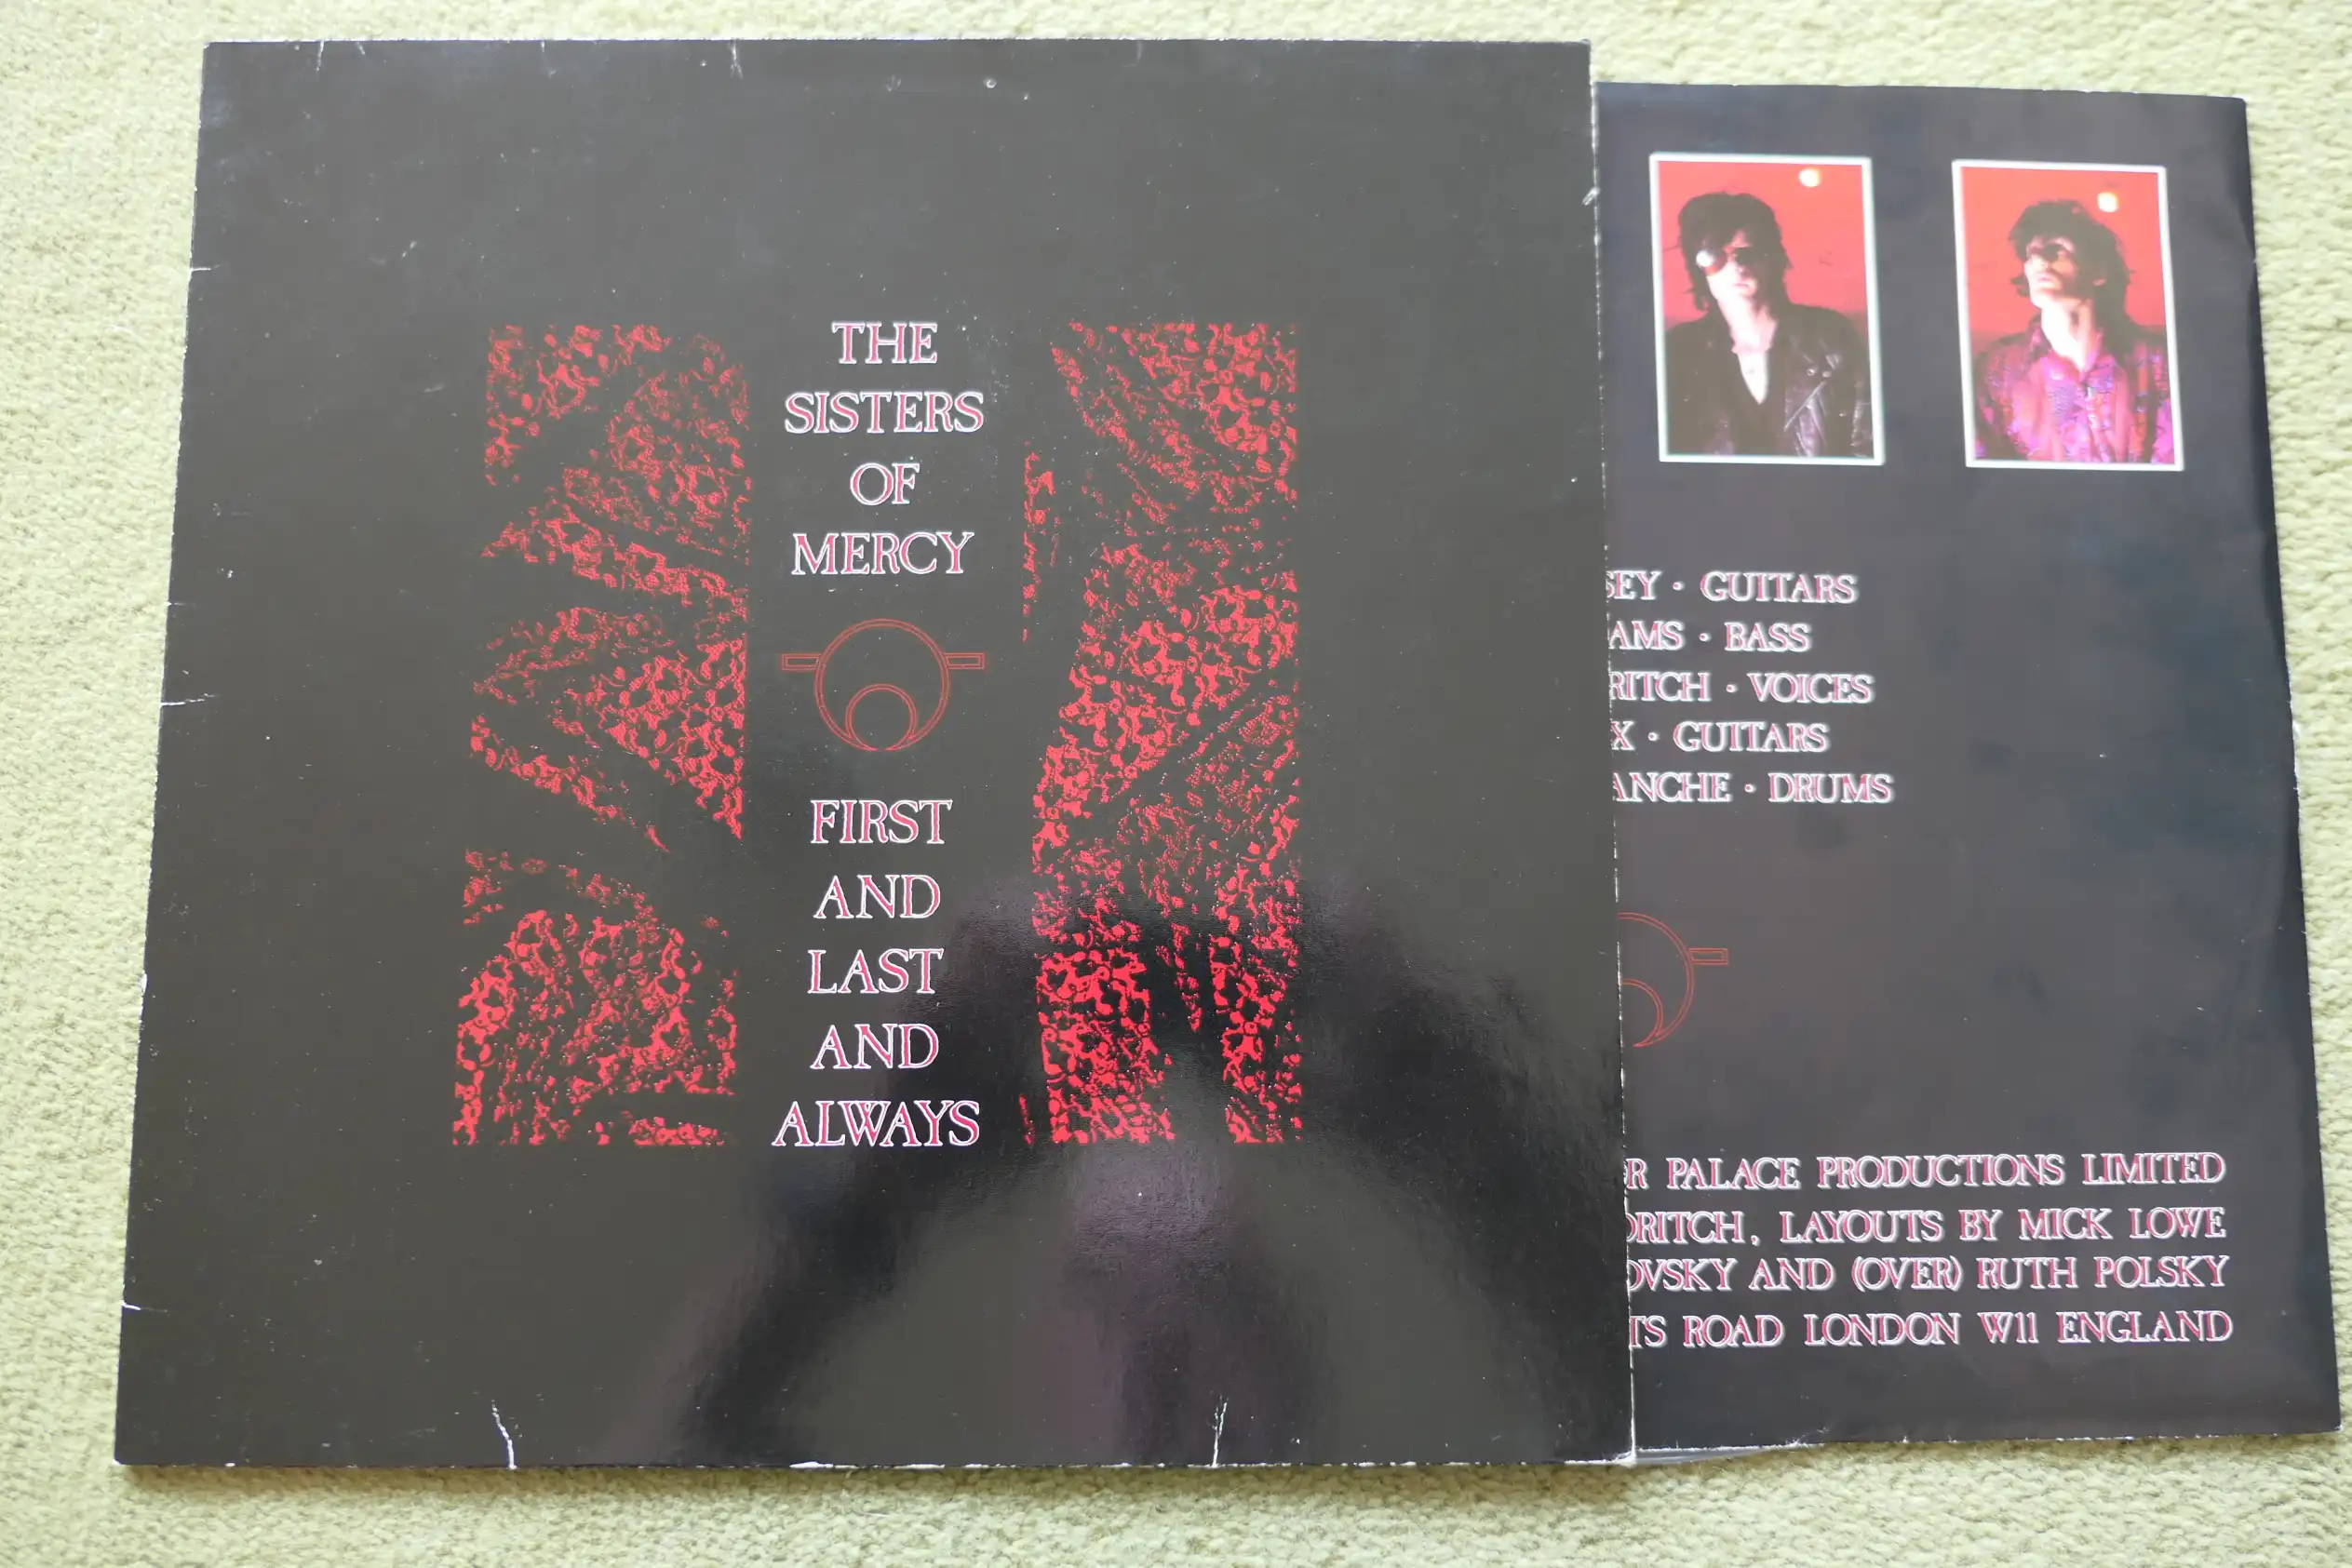 THE
SISTERS
OF
MERCY
FIRST
AND
LAST
AND
ALWAYS
SEY · GUITARS
AMS · BASS
RITCH · VOICES
X · GUITARS
ANCHE · DRUMS
R PALACE PRODUCTIONS LIMITED
DRITCH, LAYOUTS BY MICK LOWE
OVSKY AND (OVER) RUTH POLSKY
TS ROAD LONDON W11 ENGLAND